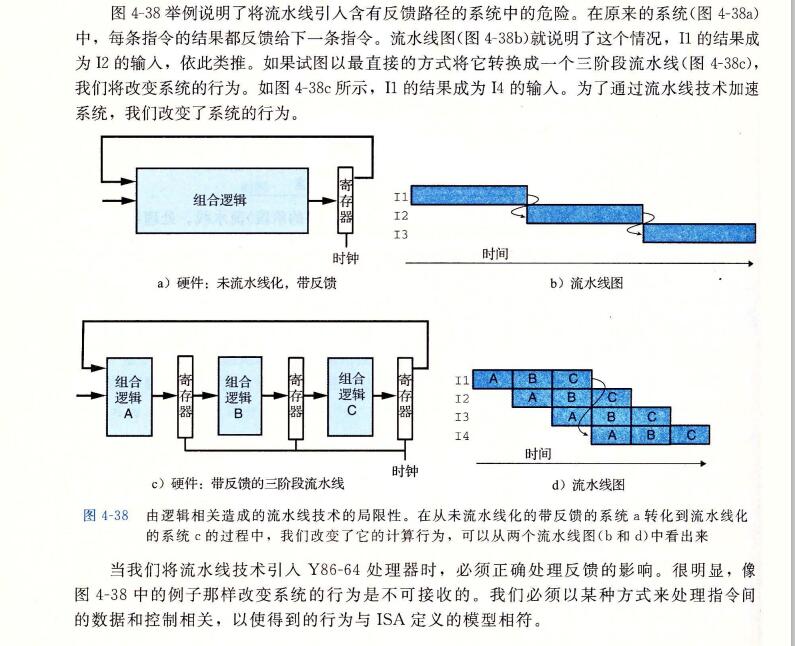 图 4-38 举例说明了将流水线引人含有反馈路径的系统中的危险。在原来的系统(图 4-38a)
中，每条指令的结果都反馈给下一条指令。流水线图(图 4-38b)就说明了这个情况，I1 的结果成
为 I2 的输入，依此类推。如果试图以最直接的方式将它转换成一个三阶段流水线(图 4-38c)，
我们将改变系统的行为。如图 4-38c 所示，I1 的结果成为 I4 的输入。为了通过流水线技术加速
系统，我们改变了系统的行为。
组合逻辑
寄存器
时钟
a）硬件：未流水线化，带反馈
I1
I2
I3
时间
b）流水线图
组合
逻辑
A
寄存器
组合
逻辑
B
寄存器
组合
逻辑
C
寄存器
时钟
c）硬件：带反馈的三阶段流水线
I1 A B C
I2 A B C
I3 A B C
I4 A B C
时间
d）流水线图
图 4-38 由逻辑相关造成的流水线技术的局限性。在从未流水线化的带反馈的系统 a 转化到流水线化
的系统 c 的过程中，我们改变了它的计算行为，可以从两个流水线图(b 和 d)中看出来
当我们将流水线技术引人 Y86-64 处理器时，必须正确处理反馈的影响。很明显，像
图 4-38 中的例子那样改变系统的行为是不可接收的。我们必须以某种方式来处理指令间
的数据和控制相关，以使得到的行为与 ISA 定义的模型相符。